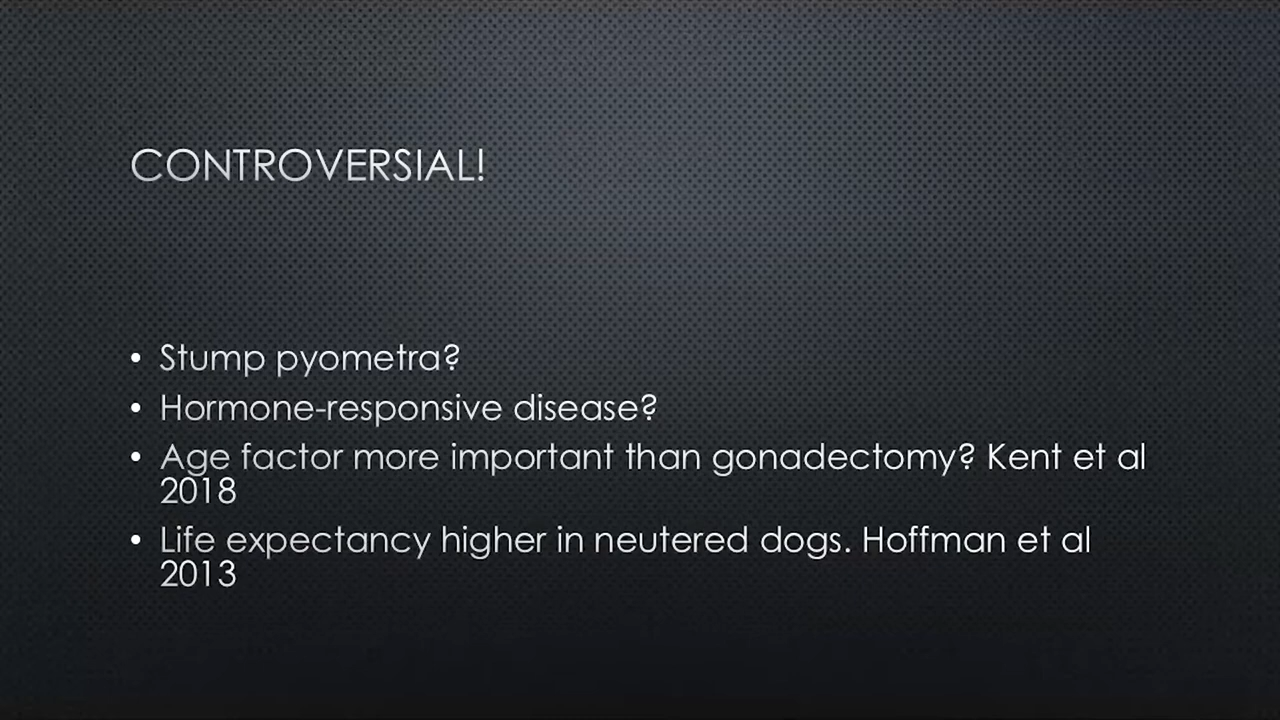 CONTROVERSIAL!
• Stump pyometra?
• Hormone-responsive disease?
• Age factor more important than gonadectomy? Kent et al
2018
• Life expectancy higher in neutered dogs. Hoffman et al
2013